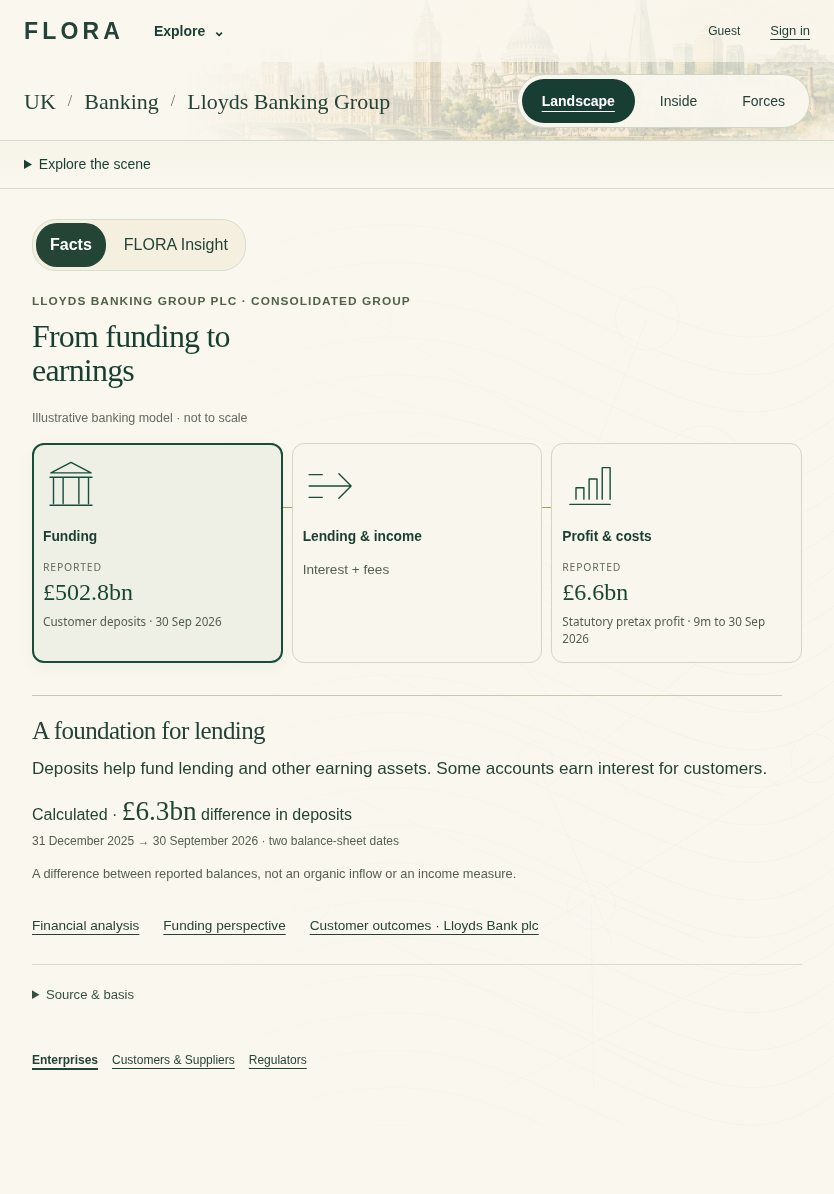 FLORA
Explore
Guest
Sign in
UK / Banking / Lloyds Banking Group
Landscape
Inside
Forces
Explore the scene
Facts
FLORA Insight
LLOYDS BANKING GROUP PLC · CONSOLIDATED GROUP
From funding to
earnings
Illustrative banking model · not to scale
Funding
REPORTED
£502.8bn
Customer deposits · 30 Sep 2026
Lending & income
Interest + fees
Profit & costs
REPORTED
£6.6bn
Statutory pretax profit · 9m to 30 Sep
2026
A foundation for lending
Deposits help fund lending and other earning assets. Some accounts earn interest for customers.
Calculated · £6.3bn difference in deposits
31 December 2025 → 30 September 2026 · two balance-sheet dates
A difference between reported balances, not an organic inflow or an income measure.
Financial analysis
Funding perspective
Customer outcomes · Lloyds Bank plc
Source & basis
Enterprises
Customers & Suppliers
Regulators